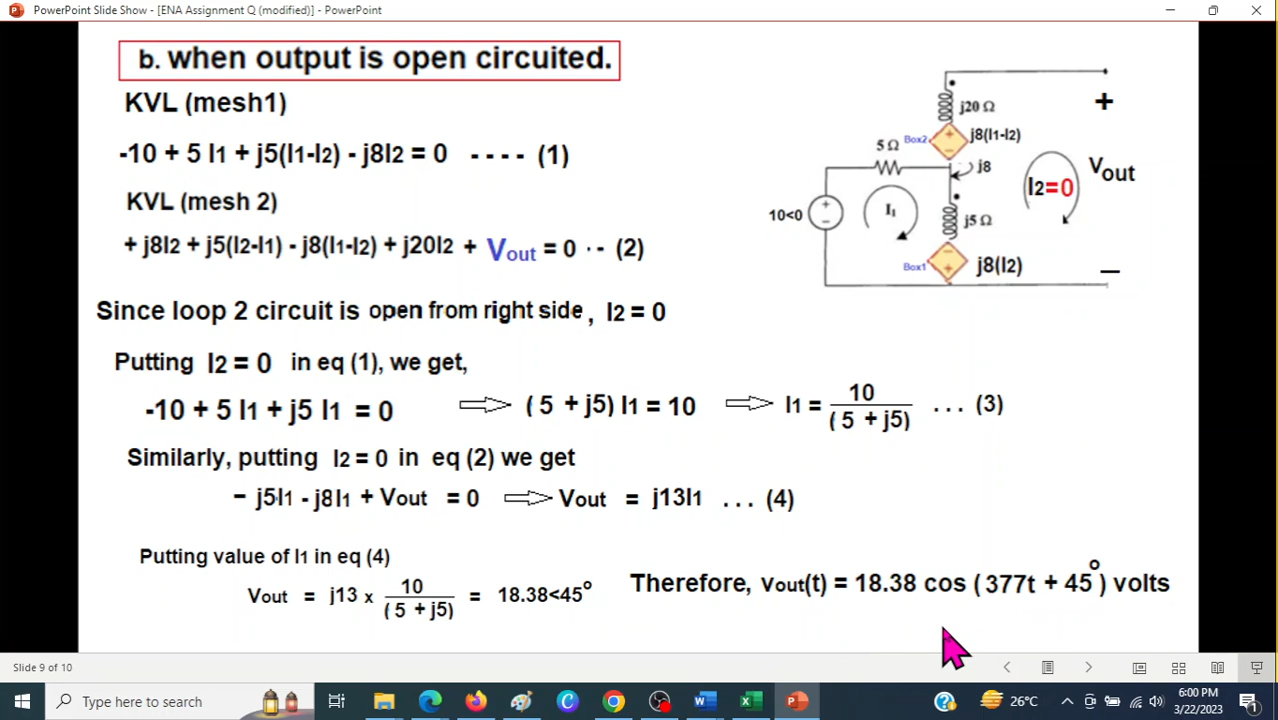 PowerPoint Slide Show - [ENA Assignment Q (modified)] - PowerPoint
b. when output is open circuited.
KVL (mesh1)
-10 + 5 I1 + j5(I1-I2) - j8I2 = 0 - - - - (1)
KVL (mesh 2)
+ j8I2 + j5(I2-I1) - j8(I1-I2) + j20I2 + Vout = 0 - - (2)
j20 Ω
+
Box2
+
−
j8(I1-I2)
5 Ω
j8
Vout
I2=0
10<0
+
−
I1
j5 Ω
Box1
−
+
j8(I2)
−
Since loop 2 circuit is open from right side, I2 = 0
Putting I2 = 0 in eq (1), we get,
-10 + 5 I1 + j5 I1 = 0 ⇒ ( 5 + j5) I1 = 10 ⇒ I1 = 10 / ( 5 + j5) . . . (3)
Similarly, putting I2 = 0 in eq (2) we get
− j5I1 - j8I1 + Vout = 0 ⇒ Vout = j13I1 . . . (4)
Putting value of I1 in eq (4)
Vout = j13 x 10 / ( 5 + j5) = 18.38<45°
Therefore, vout(t) = 18.38 cos ( 377t + 45°) volts
Slide 9 of 10
Type here to search
26°C
6:00 PM
3/22/2023
1